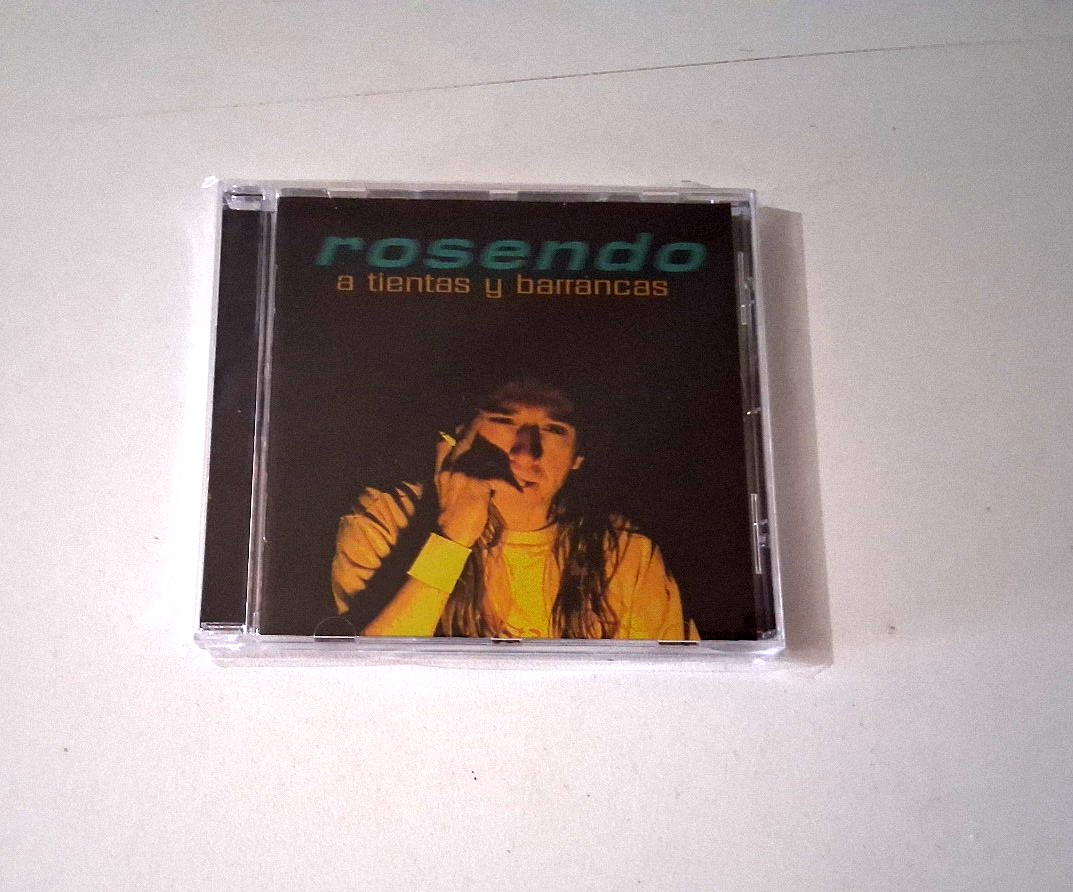 rosendo
a tientas y barrancas